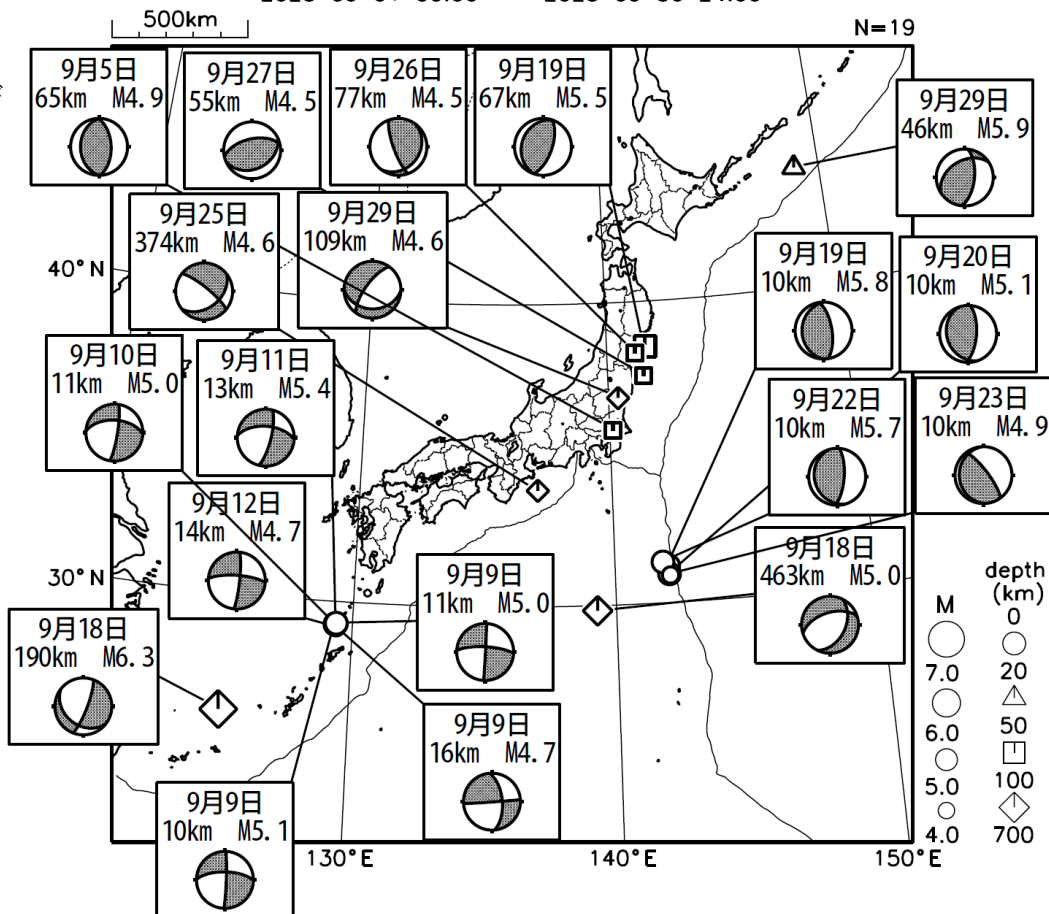 500km
N=19
9月5日
65km M4.9
9月27日
55km M4.5
9月26日
77km M4.5
9月19日
67km M5.5
9月29日
46km M5.9
9月25日
374km M4.6
9月29日
109km M4.6
9月19日
10km M5.8
9月20日
10km M5.1
40°N
9月10日
11km M5.0
9月11日
13km M5.4
9月22日
10km M5.7
9月23日
10km M4.9
9月12日
14km M4.7
9月9日
11km M5.0
9月18日
463km M5.0
30°N
9月18日
190km M6.3
9月9日
16km M4.7
9月9日
10km M5.1
M
7.0
6.0
5.0
4.0
depth
(km)
0
20
50
100
700
130°E
140°E
150°E